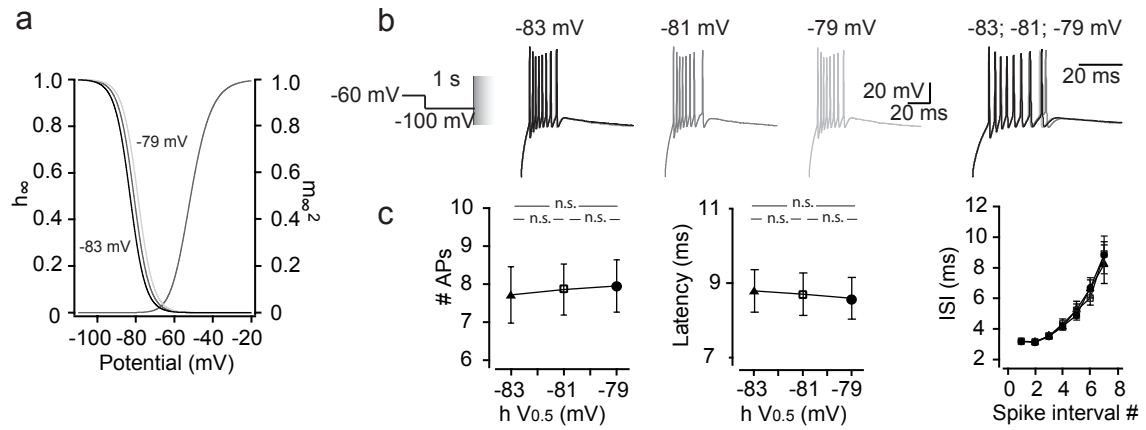 a
1.0
0.8
0.6
0.4
0.2
0
h∞
1.0
0.8
0.6
0.4
0.2
0
m∞²
-79 mV
-83 mV
-100 -80 -60 -40 -20
Potential (mV)
b
-83 mV
-81 mV
-79 mV
-83; -81; -79 mV
1 s
-60 mV
-100 mV
20 mV
20 ms
20 ms
c
n.s.
n.s.
n.s.
10
9
8
7
6
# APs
-83 -81 -79
h V0.5 (mV)
n.s.
n.s.
n.s.
11
9
7
Latency (ms)
-83 -81 -79
h V0.5 (mV)
12
10
8
6
4
2
ISI (ms)
0 2 4 6 8
Spike interval #